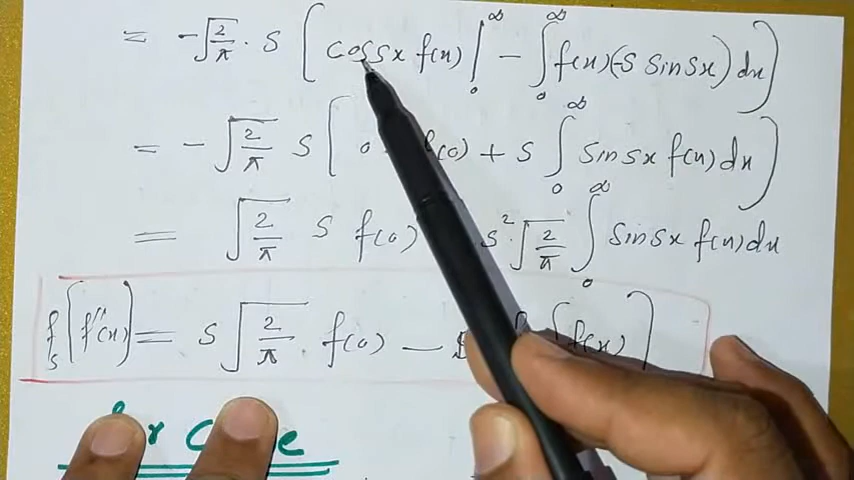 = -√(2/π) · s [ cos sx f(x) |₀^∞ - ∫₀^∞ f(x) (-s sin sx) dx ]
= - √(2/π) s [ 0 f(0) + s ∫₀^∞ sin sx f(x) dx ]
= √(2/π) s f(0) s² · √(2/π) ∫₀^∞ sin sx f(x) dx
f_s [ f''(x) ] = s √(2/π) f(0) - [ f(x) ]